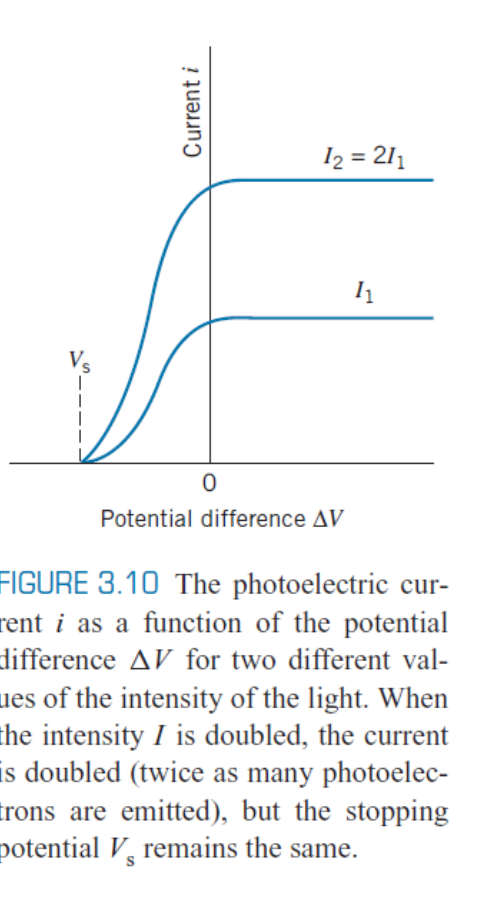 Current i
I₂ = 2I₁
I₁
Vₛ
0
Potential difference ΔV
FIGURE 3.10 The photoelectric cur-
rent i as a function of the potential
difference ΔV for two different val-
ues of the intensity of the light. When
the intensity I is doubled, the current
is doubled (twice as many photoelec-
trons are emitted), but the stopping
potential Vₛ remains the same.